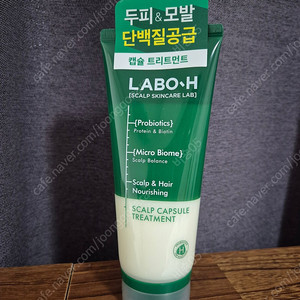 두피&모발
단백질공급
캡슐 트리트먼트
LABO-H
[SCALP SKINCARE LAB]
{Probiotics}
Protein & Biotin
{Micro Biome}
Scalp Balance
Scalp & Hair
Nourishing
SCALP CAPSULE
TREATMENT